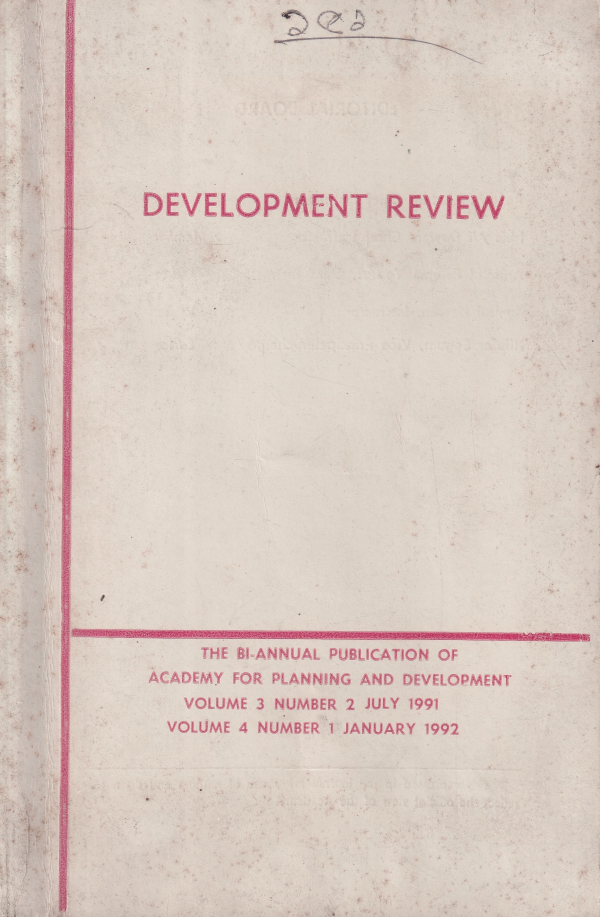 DEVELOPMENT REVIEW
THE BI-ANNUAL PUBLICATION OF
ACADEMY FOR PLANNING AND DEVELOPMENT
VOLUME 3 NUMBER 2 JULY 1991
VOLUME 4 NUMBER 1 JANUARY 1992